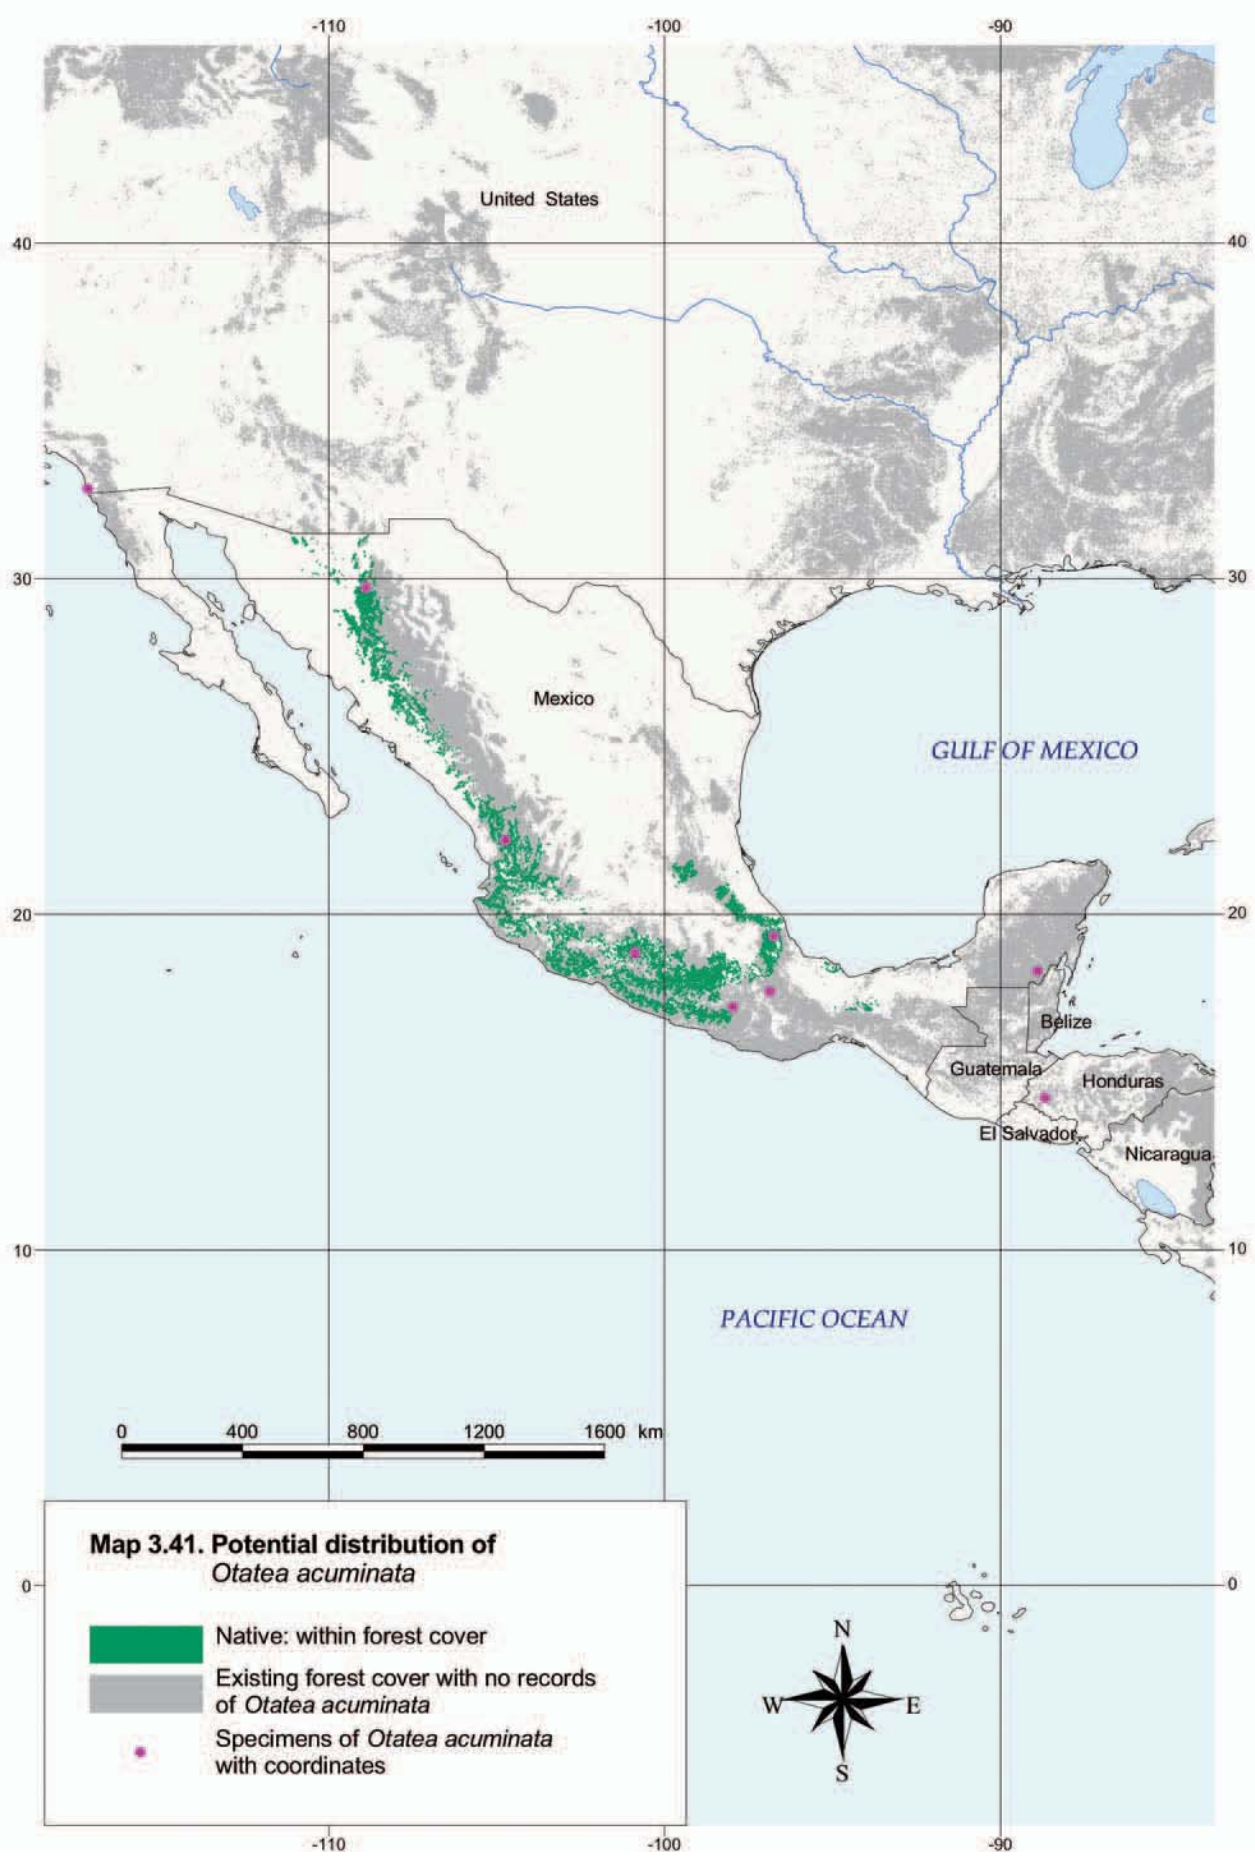 -110 -100 -90
United States
40 40
30 30
Mexico
GULF OF MEXICO
20 20
Belize
Guatemala
Honduras
El Salvador
Nicaragua
10 10
PACIFIC OCEAN
0 400 800 1200 1600 km
Map 3.41. Potential distribution of
Otatea acuminata
0 0
Native: within forest cover
Existing forest cover with no records
of Otatea acuminata
Specimens of Otatea acuminata
with coordinates
N
W E
S
-110 -100 -90